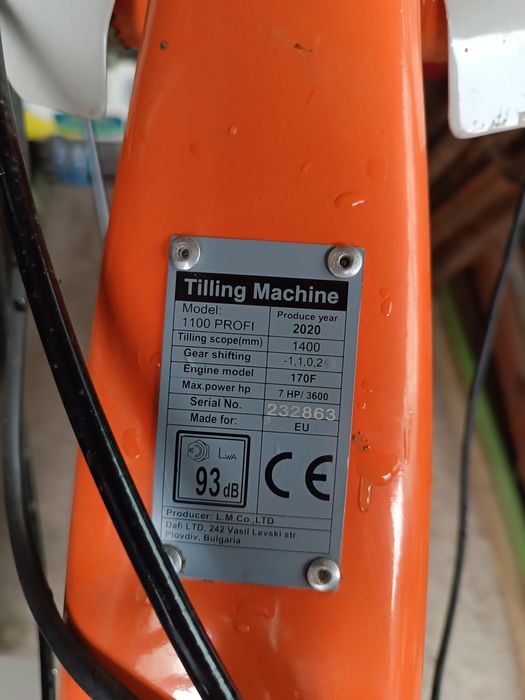 Tilling Machine
Model: 1100 PROFI Produce year 2020
Tilling scope(mm) 1400
Gear shifting -1,1,0,2
Engine model 170F
Max.power hp 7 HP/ 3600
Serial No. 232863
Made for: EU
LWA
93 dB
CE
Producer: L.M.Co.,LTD
Dafi LTD. 242 Vasil Levski str.
Plovdiv, Bulgaria